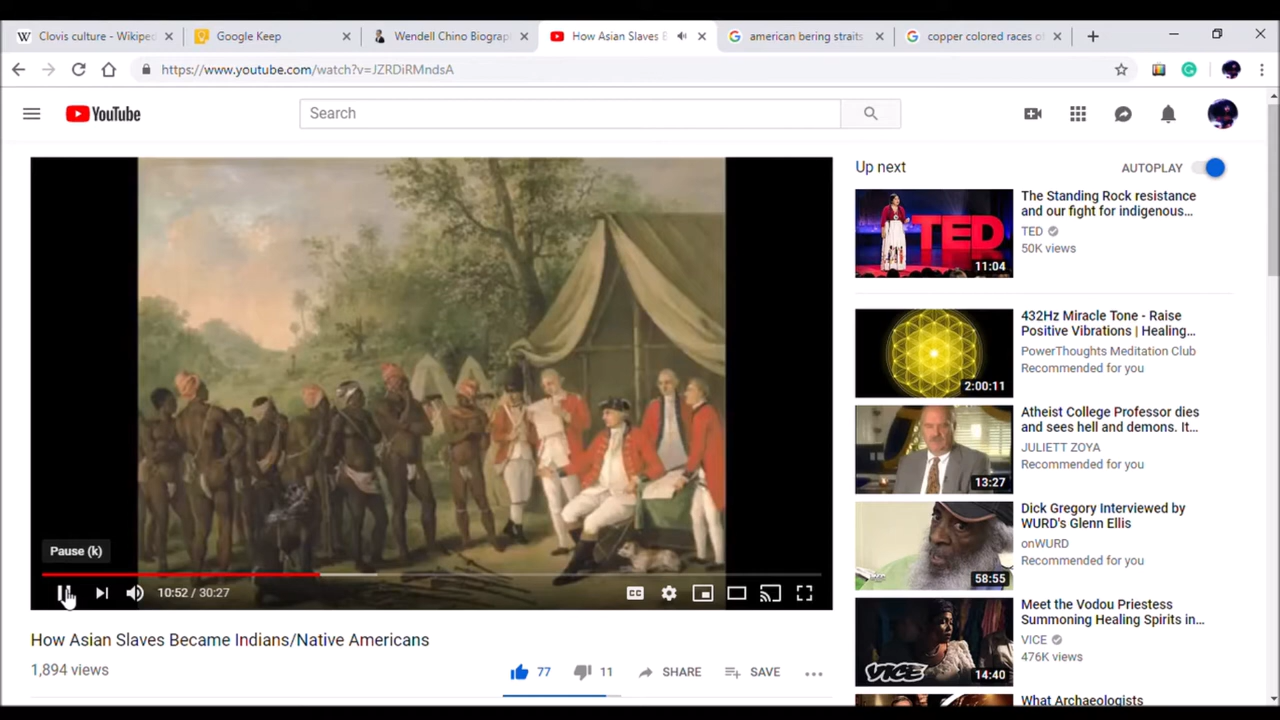 Clovis culture - Wikipe
Google Keep
Wendell Chino Biograp
How Asian Slaves B
american bering straits
copper colored races o
https://www.youtube.com/watch?v=JZRDiRMndsA
YouTube
Search
Up next
AUTOPLAY
The Standing Rock resistance
and our fight for indigenous...
TED
50K views
TED
11:04
432Hz Miracle Tone - Raise
Positive Vibrations | Healing...
PowerThoughts Meditation Club
Recommended for you
2:00:11
Atheist College Professor dies
and sees hell and demons. It...
JULIETT ZOYA
Recommended for you
13:27
Dick Gregory Interviewed by
WURD's Glenn Ellis
onWURD
Recommended for you
58:55
Meet the Vodou Priestess
Summoning Healing Spirits in...
VICE
476K views
VICE
14:40
What Archaeologists
Pause (k)
10:52 / 30:27
CC
How Asian Slaves Became Indians/Native Americans
1,894 views
77
11
SHARE
SAVE